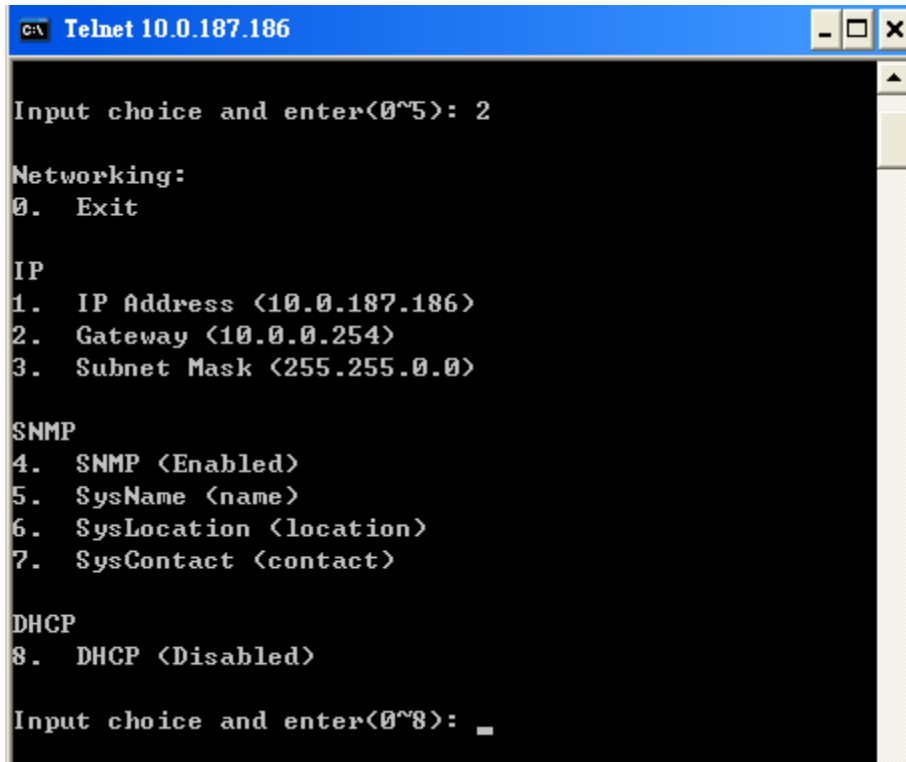 C:\ Telnet 10.0.187.186
Input choice and enter(0~5): 2
Networking:
0. Exit
IP
1. IP Address (10.0.187.186)
2. Gateway (10.0.0.254)
3. Subnet Mask (255.255.0.0)
SNMP
4. SNMP (Enabled)
5. SysName (name)
6. SysLocation (location)
7. SysContact (contact)
DHCP
8. DHCP (Disabled)
Input choice and enter(0~8): _